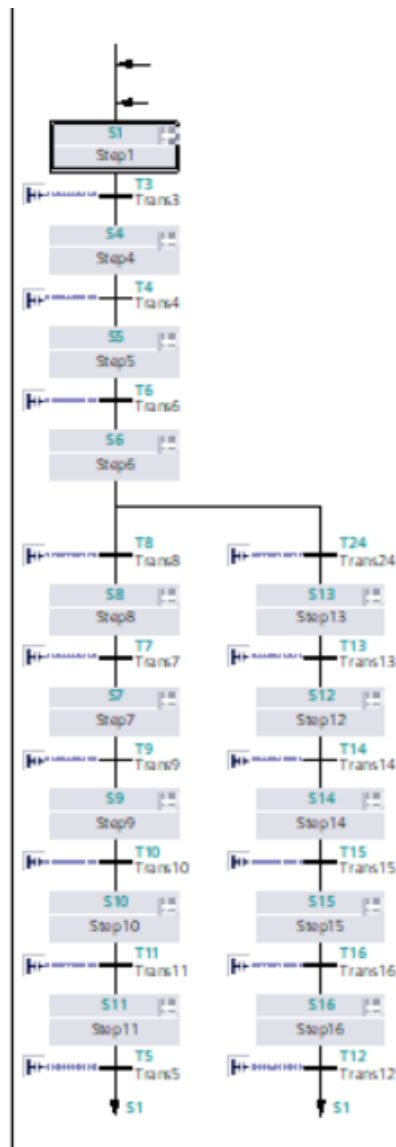 S1
Step1
T3
Trans3
S4
Step4
T4
Trans4
S5
Step5
T6
Trans6
S6
Step6
T8
Trans8
T24
Trans24
S8
Step8
S13
Step13
T7
Trans7
T13
Trans13
S7
Step7
S12
Step12
T9
Trans9
T14
Trans14
S9
Step9
S14
Step14
T10
Trans10
T15
Trans15
S10
Step10
S15
Step15
T11
Trans11
T16
Trans16
S11
Step11
S16
Step16
T5
Trans5
T12
Trans12
S1
S1